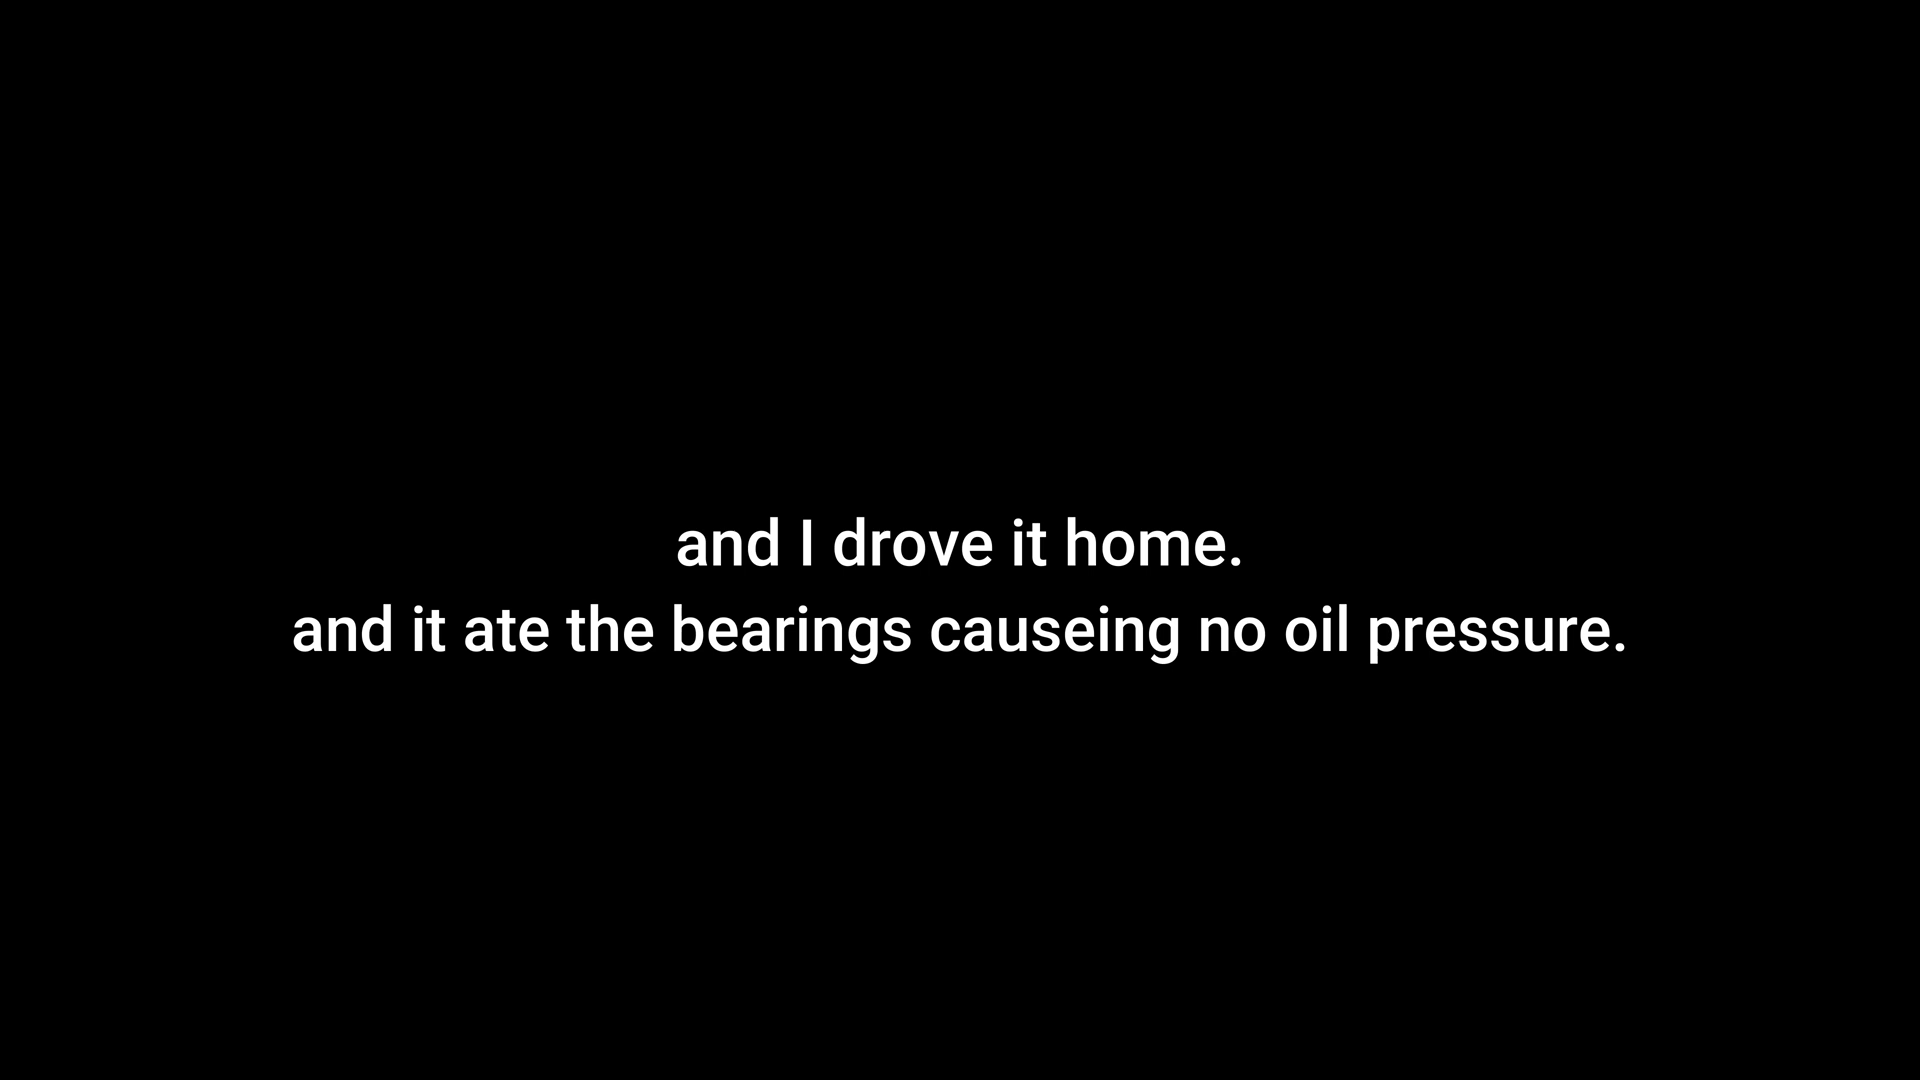 and I drove it home.
and it ate the bearings causeing no oil pressure.